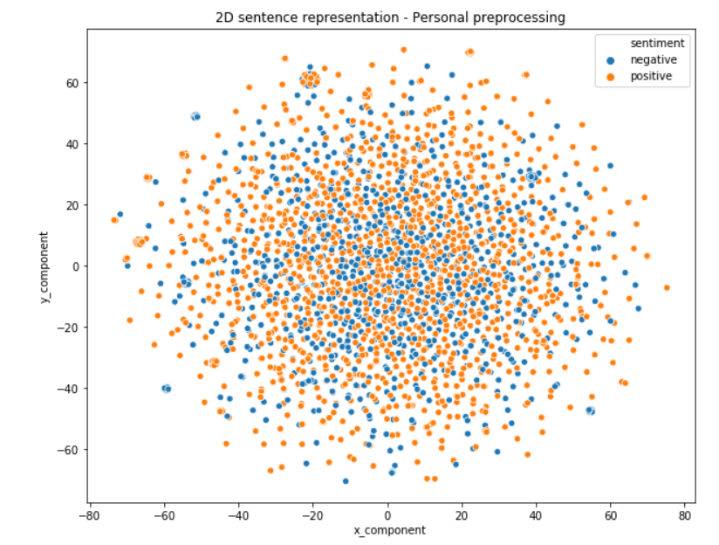 2D sentence representation - Personal preprocessing
sentiment
negative
positive
60
40
20
0
−20
−40
−60
y_component
−80
−60
−40
−20
0
20
40
60
80
x_component